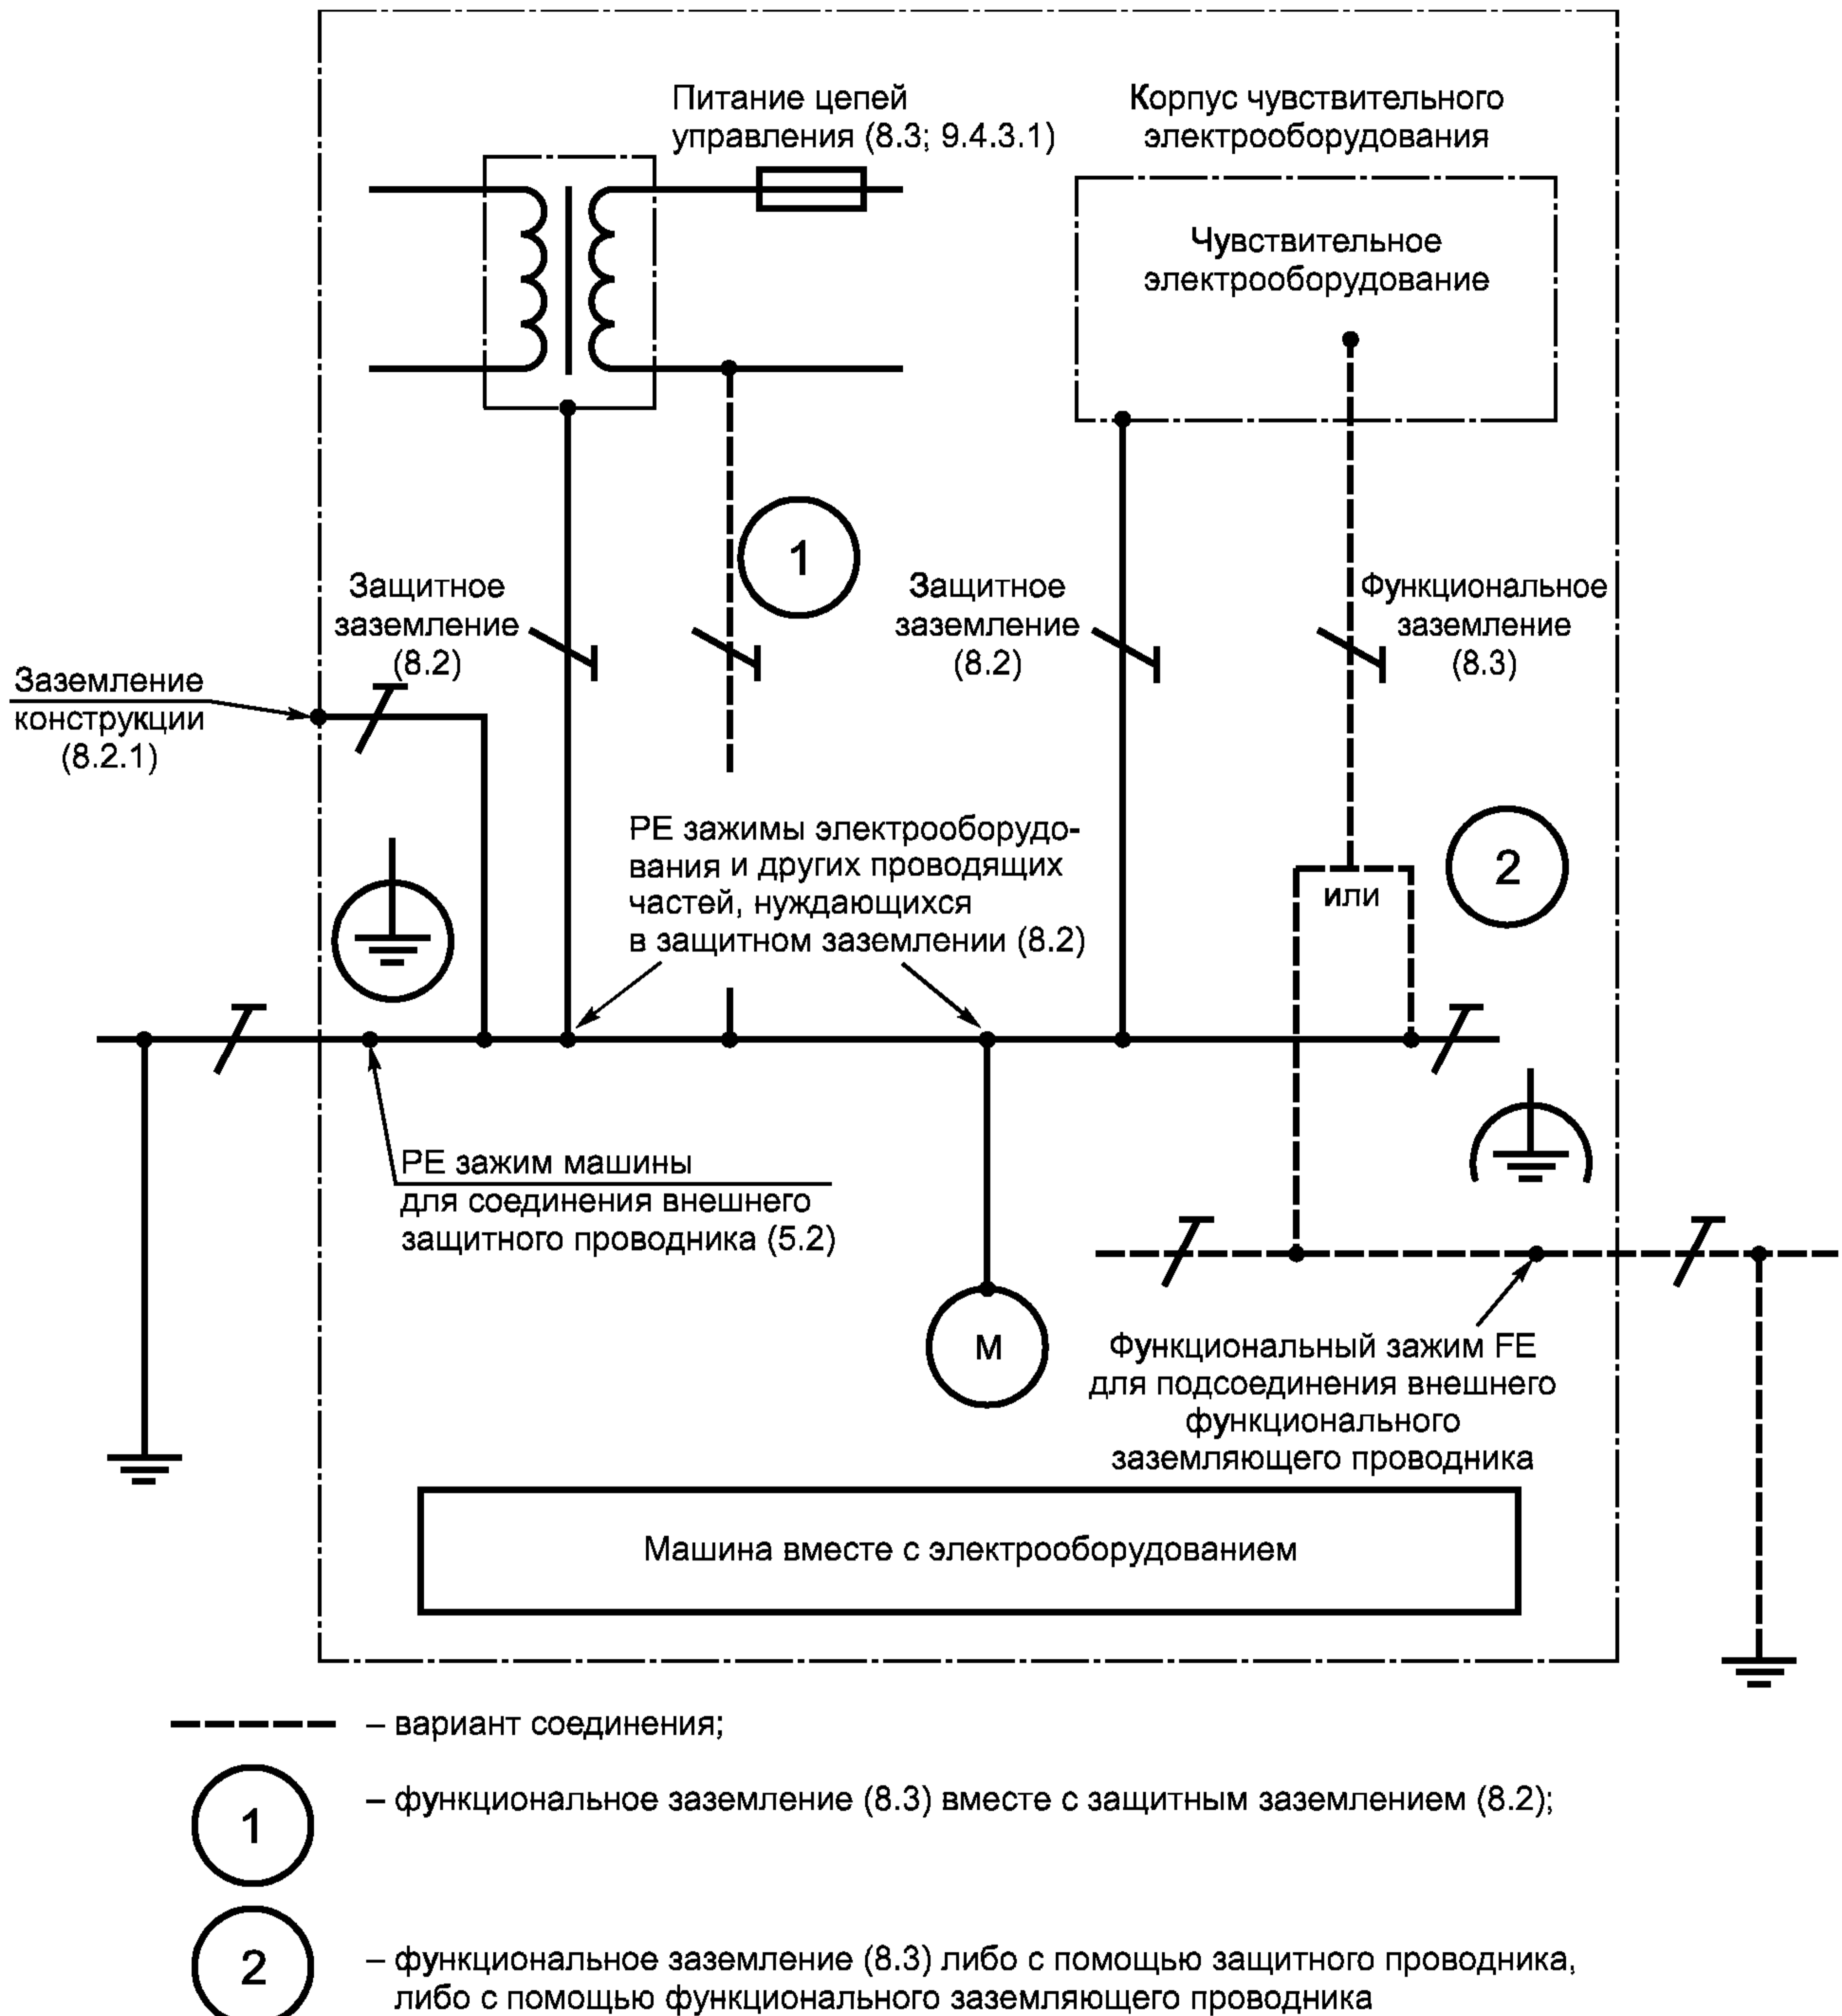 Питание цепей
управления (8.3; 9.4.3.1)
Корпус чувствительного
электрооборудования
Чувствительное
электрооборудование
1
Защитное
заземление
(8.2)
Защитное
заземление
(8.2)
Функциональное
заземление
(8.3)
Заземление
конструкции
(8.2.1)
PE зажимы электрооборудо-
вания и других проводящих
частей, нуждающихся
в защитном заземлении (8.2)
2
или
PE зажим машины
для соединения внешнего
защитного проводника (5.2)
М
Функциональный зажим FE
для подсоединения внешнего
функционального
заземляющего проводника
Машина вместе с электрооборудованием
– вариант соединения;
1
– функциональное заземление (8.3) вместе с защитным заземлением (8.2);
2
– функциональное заземление (8.3) либо с помощью защитного проводника,
либо с помощью функционального заземляющего проводника